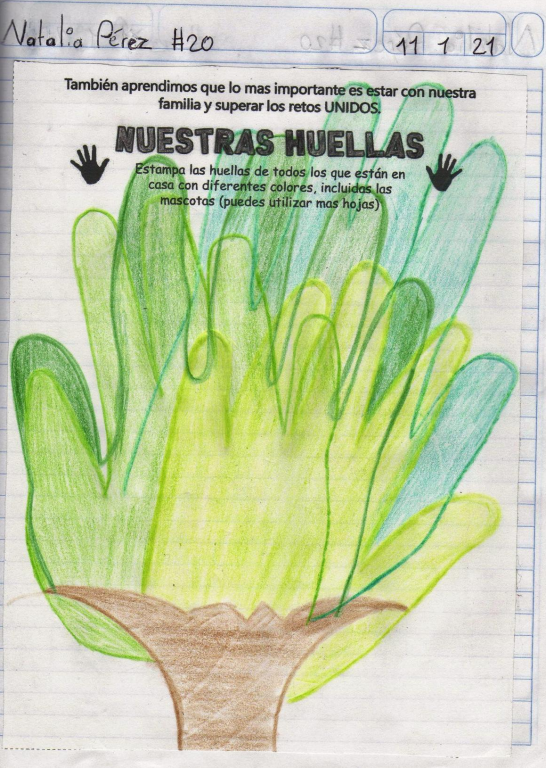 Natalia Pérez #20
11 1 21
También aprendimos que lo mas importante es estar con nuestra
familia y superar los retos UNIDOS.
NUESTRAS HUELLAS
Estampa las huellas de todos los que están en
casa con diferentes colores, incluidas las
mascotas (puedes utilizar mas hojas)